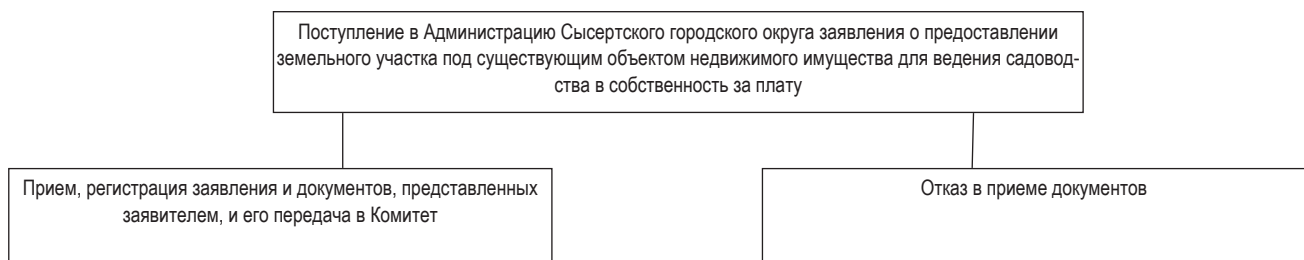 Поступление в Администрацию Сысертского городского округа заявления о предоставлении
земельного участка под существующим объектом недвижимого имущества для ведения садовод-
ства в собственность за плату
Прием, регистрация заявления и документов, представленных
заявителем, и его передача в Комитет
Отказ в приеме документов